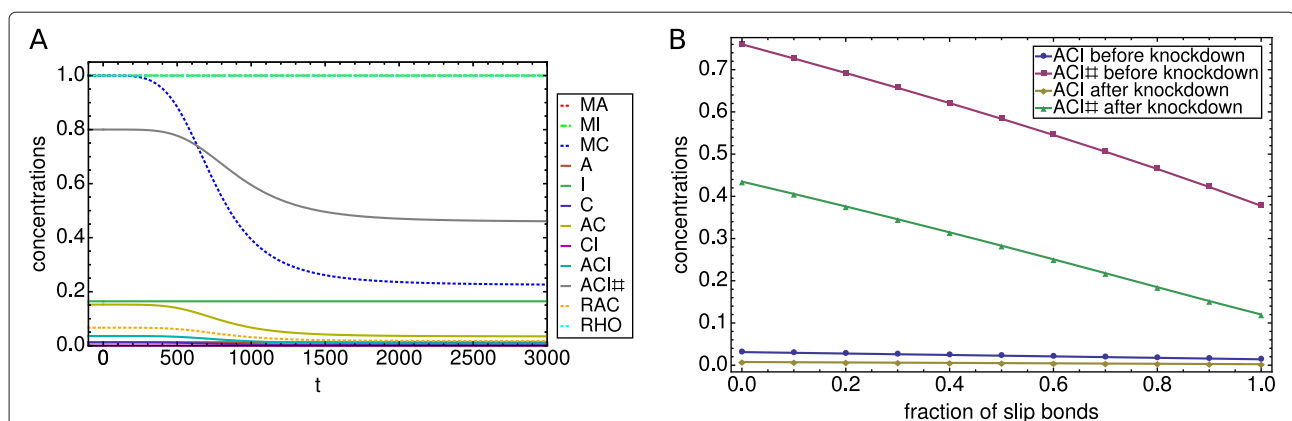 A
concentrations
1.0
0.8
0.6
0.4
0.2
0.0
0 500 1000 1500 2000 2500 3000
t
MA
MI
MC
A
I
C
AC
CI
ACI
ACI#
RAC
RHO
B
concentrations
0.7
0.6
0.5
0.4
0.3
0.2
0.1
0.0
0.0 0.2 0.4 0.6 0.8 1.0
fraction of slip bonds
ACI before knockdown
ACI# before knockdown
ACI after knockdown
ACI# after knockdown